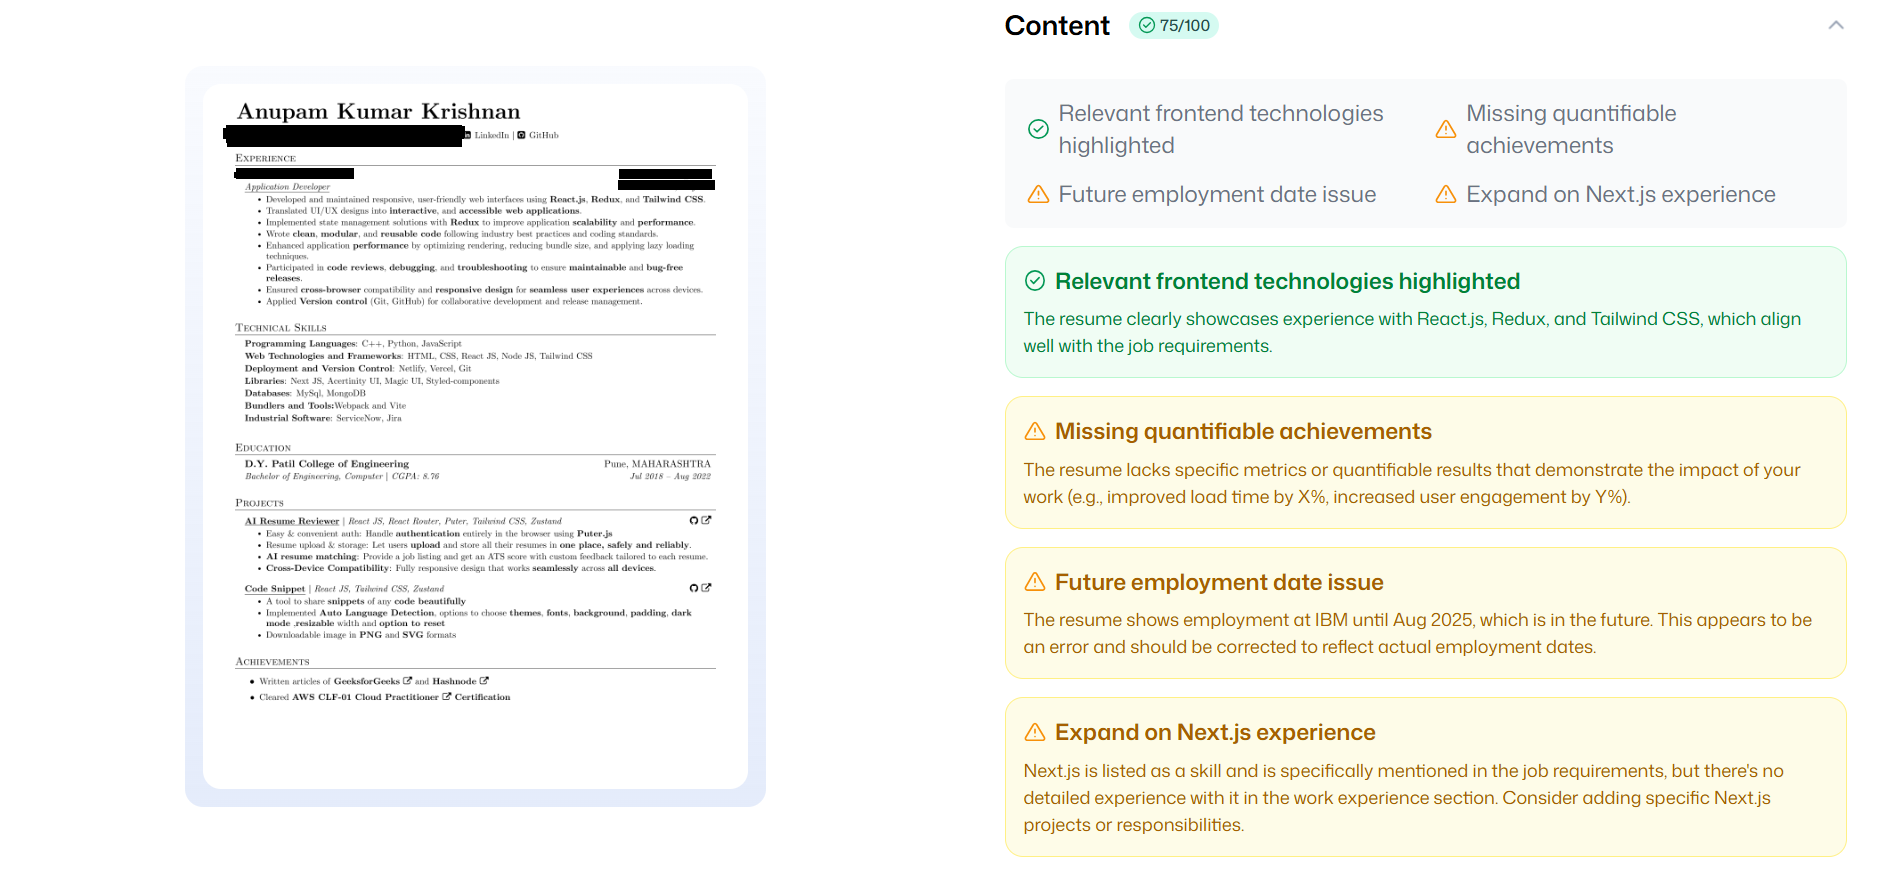 Anupam Kumar Krishnan
LinkedIn | GitHub
Experience
Application Developer
• Developed and maintained responsive, user-friendly web interfaces using React.js, Redux, and Tailwind CSS.
• Translated UI/UX designs into interactive, and accessible web applications.
• Implemented state management solutions with Redux to improve application scalability and performance.
• Wrote clean, modular, and reusable code following industry best practices and coding standards.
• Enhanced application performance by optimizing rendering, reducing bundle size, and applying lazy loading
techniques.
• Participated in code reviews, debugging, and troubleshooting to ensure maintainable and bug-free
releases.
• Ensured cross-browser compatibility and responsive design for seamless user experiences across devices.
• Applied Version control (Git, GitHub) for collaborative development and release management.
Technical Skills
Programming Languages: C++, Python, JavaScript
Web Technologies and Frameworks: HTML, CSS, React JS, Node JS, Tailwind CSS
Deployment and Version Control: Netlify, Vercel, Git
Libraries: Next JS, Acertinity UI, Magic UI, Styled-components
Databases: MySql, MongoDB
Bundlers and Tools:Webpack and Vite
Industrial Software: ServiceNow, Jira
Education
D.Y. Patil College of Engineering Pune, MAHARASHTRA
Bachelor of Engineering, Computer | CGPA: 8.76 Jul 2018 – Aug 2022
Projects
AI Resume Reviewer | React JS, React Router, Puter, Tailwind CSS, Zustand
• Easy & convenient auth: Handle authentication entirely in the browser using Puter.js
• Resume upload & storage: Let users upload and store all their resumes in one place, safely and reliably.
• AI resume matching: Provide a job listing and get an ATS score with custom feedback tailored to each resume.
• Cross-Device Compatibility: Fully responsive design that works seamlessly across all devices.
Code Snippet | React JS, Tailwind CSS, Zustand
• A tool to share snippets of any code beautifully
• Implemented Auto Language Detection, options to choose themes, fonts, background, padding, dark
mode ,resizable width and option to reset
• Downloadable image in PNG and SVG formats
Achievements
• Written articles of GeeksforGeeks and Hashnode
• Cleared AWS CLF-01 Cloud Practitioner Certification
Content 75/100
Relevant frontend technologies
highlighted
Missing quantifiable
achievements
Future employment date issue
Expand on Next.js experience
Relevant frontend technologies highlighted
The resume clearly showcases experience with React.js, Redux, and Tailwind CSS, which align
well with the job requirements.
Missing quantifiable achievements
The resume lacks specific metrics or quantifiable results that demonstrate the impact of your
work (e.g., improved load time by X%, increased user engagement by Y%).
Future employment date issue
The resume shows employment at IBM until Aug 2025, which is in the future. This appears to be
an error and should be corrected to reflect actual employment dates.
Expand on Next.js experience
Next.js is listed as a skill and is specifically mentioned in the job requirements, but there's no
detailed experience with it in the work experience section. Consider adding specific Next.js
projects or responsibilities.